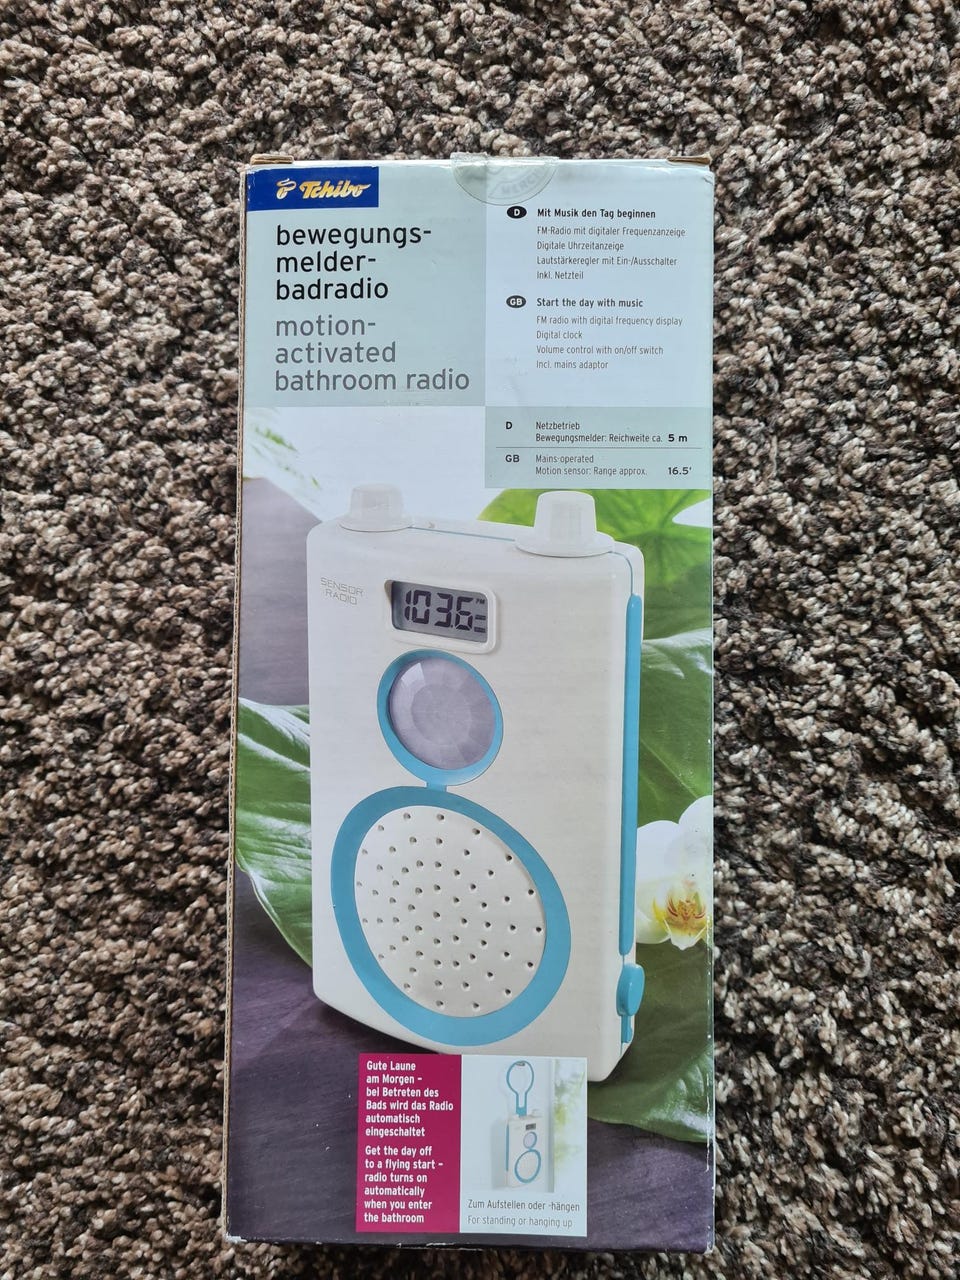 Tchibo
bewegungs-
melder-
badradio
motion-
activated
bathroom radio
D Mit Musik den Tag beginnen
FM-Radio mit digitaler Frequenzanzeige
Digitale Uhrzeitanzeige
Lautstärkeregler mit Ein-/Ausschalter
Inkl. Netzteil
GB Start the day with music
FM radio with digital frequency display
Digital clock
Volume control with on/off switch
Incl. mains adaptor
D Netzbetrieb
Bewegungsmelder: Reichweite ca. 5 m
GB Mains-operated
Motion sensor: Range approx. 16.5'
SENSOR
RADIO
103.6 FM
Gute Laune
am Morgen –
bei Betreten des
Bads wird das Radio
automatisch
eingeschaltet
Get the day off
to a flying start –
radio turns on
automatically
when you enter
the bathroom
Zum Aufstellen oder -hängen
For standing or hanging up